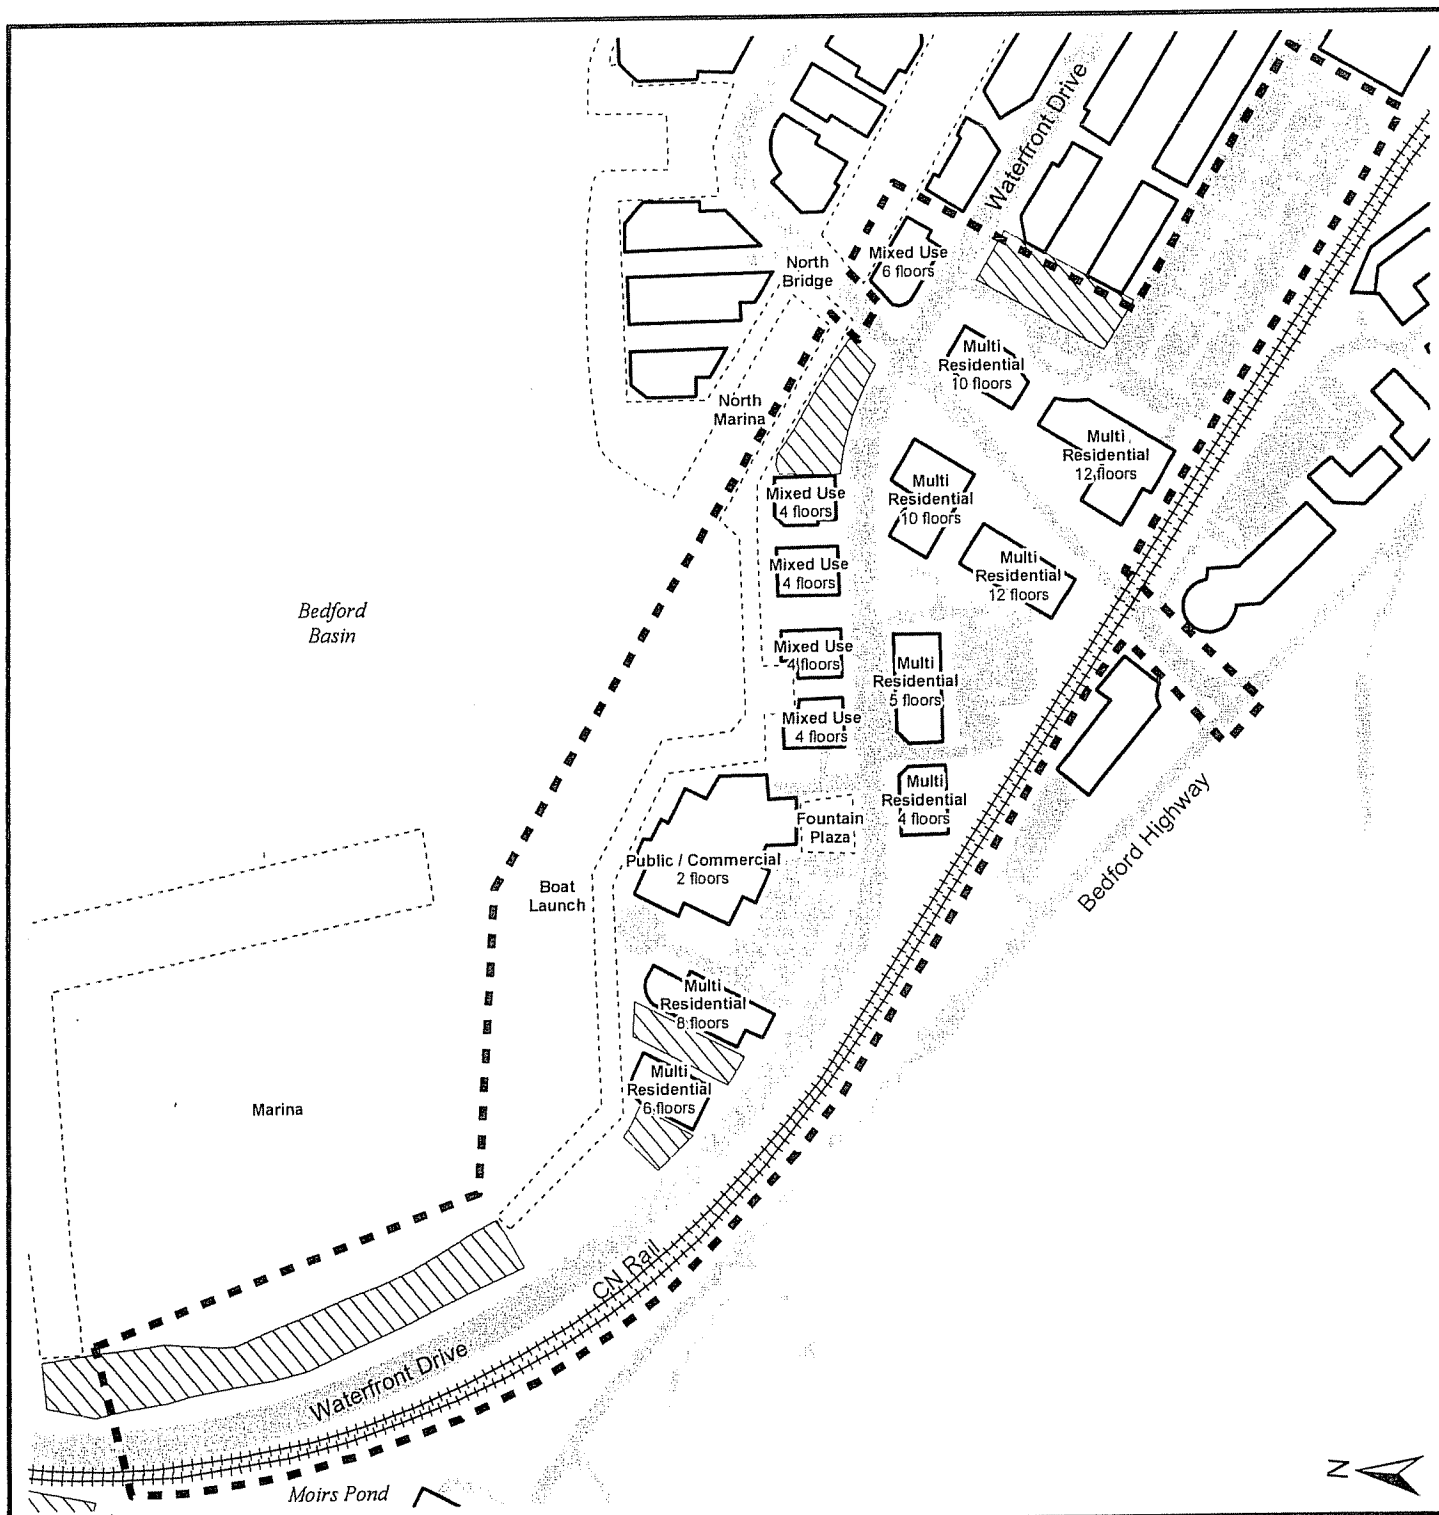 Waterfront Drive
Mixed Use
6 floors
North
Bridge
Multi
Residential
10 floors
North
Marina
Multi
Residential
12 floors
Mixed Use
4 floors
Multi
Residential
10 floors
Mixed Use
4 floors
Multi
Residential
12 floors
Bedford
Basin
Mixed Use
4 floors
Multi
Residential
5 floors
Mixed Use
4 floors
Multi
Residential
4 floors
Fountain
Plaza
Bedford Highway
Public / Commercial
2 floors
Boat
Launch
Multi
Residential
8 floors
Multi
Residential
6 floors
Marina
CN Rail
Waterfront Drive
Moirs Pond
N